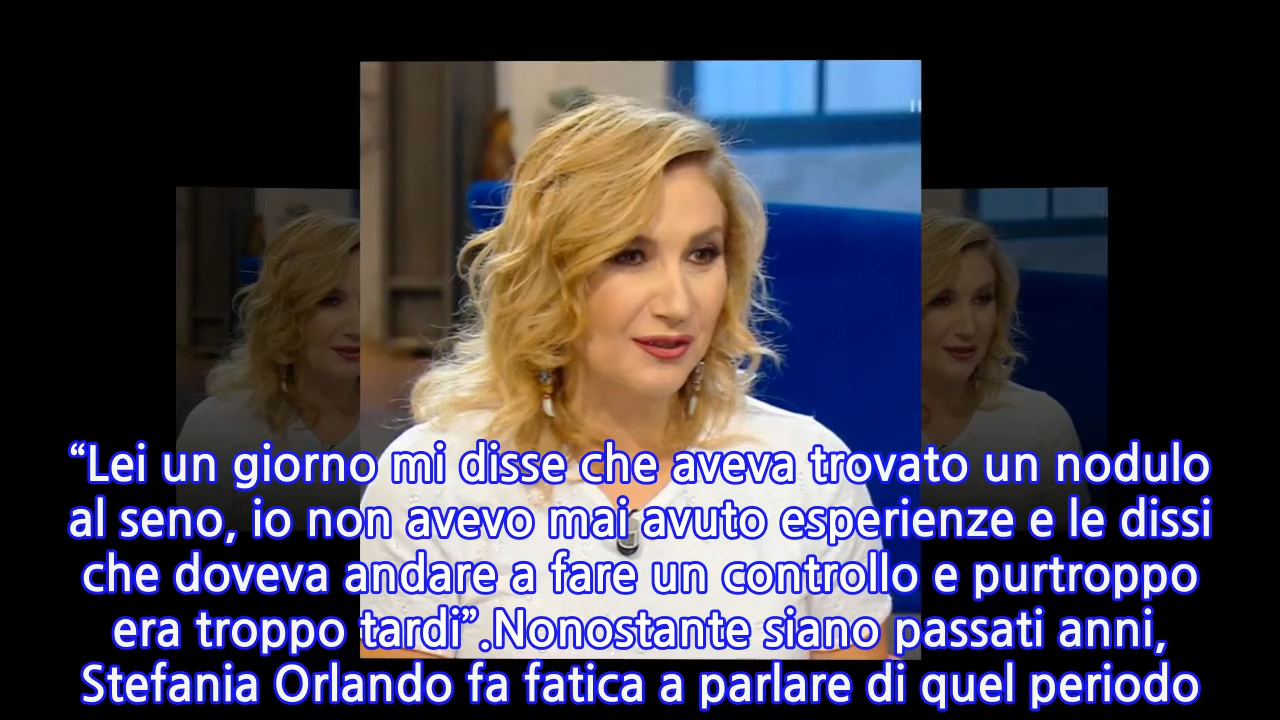 “Lei un giorno mi disse che aveva trovato un nodulo
al seno, io non avevo mai avuto esperienze e le dissi
che doveva andare a fare un controllo e purtroppo
era troppo tardi”.Nonostante siano passati anni,
Stefania Orlando fa fatica a parlare di quel periodo